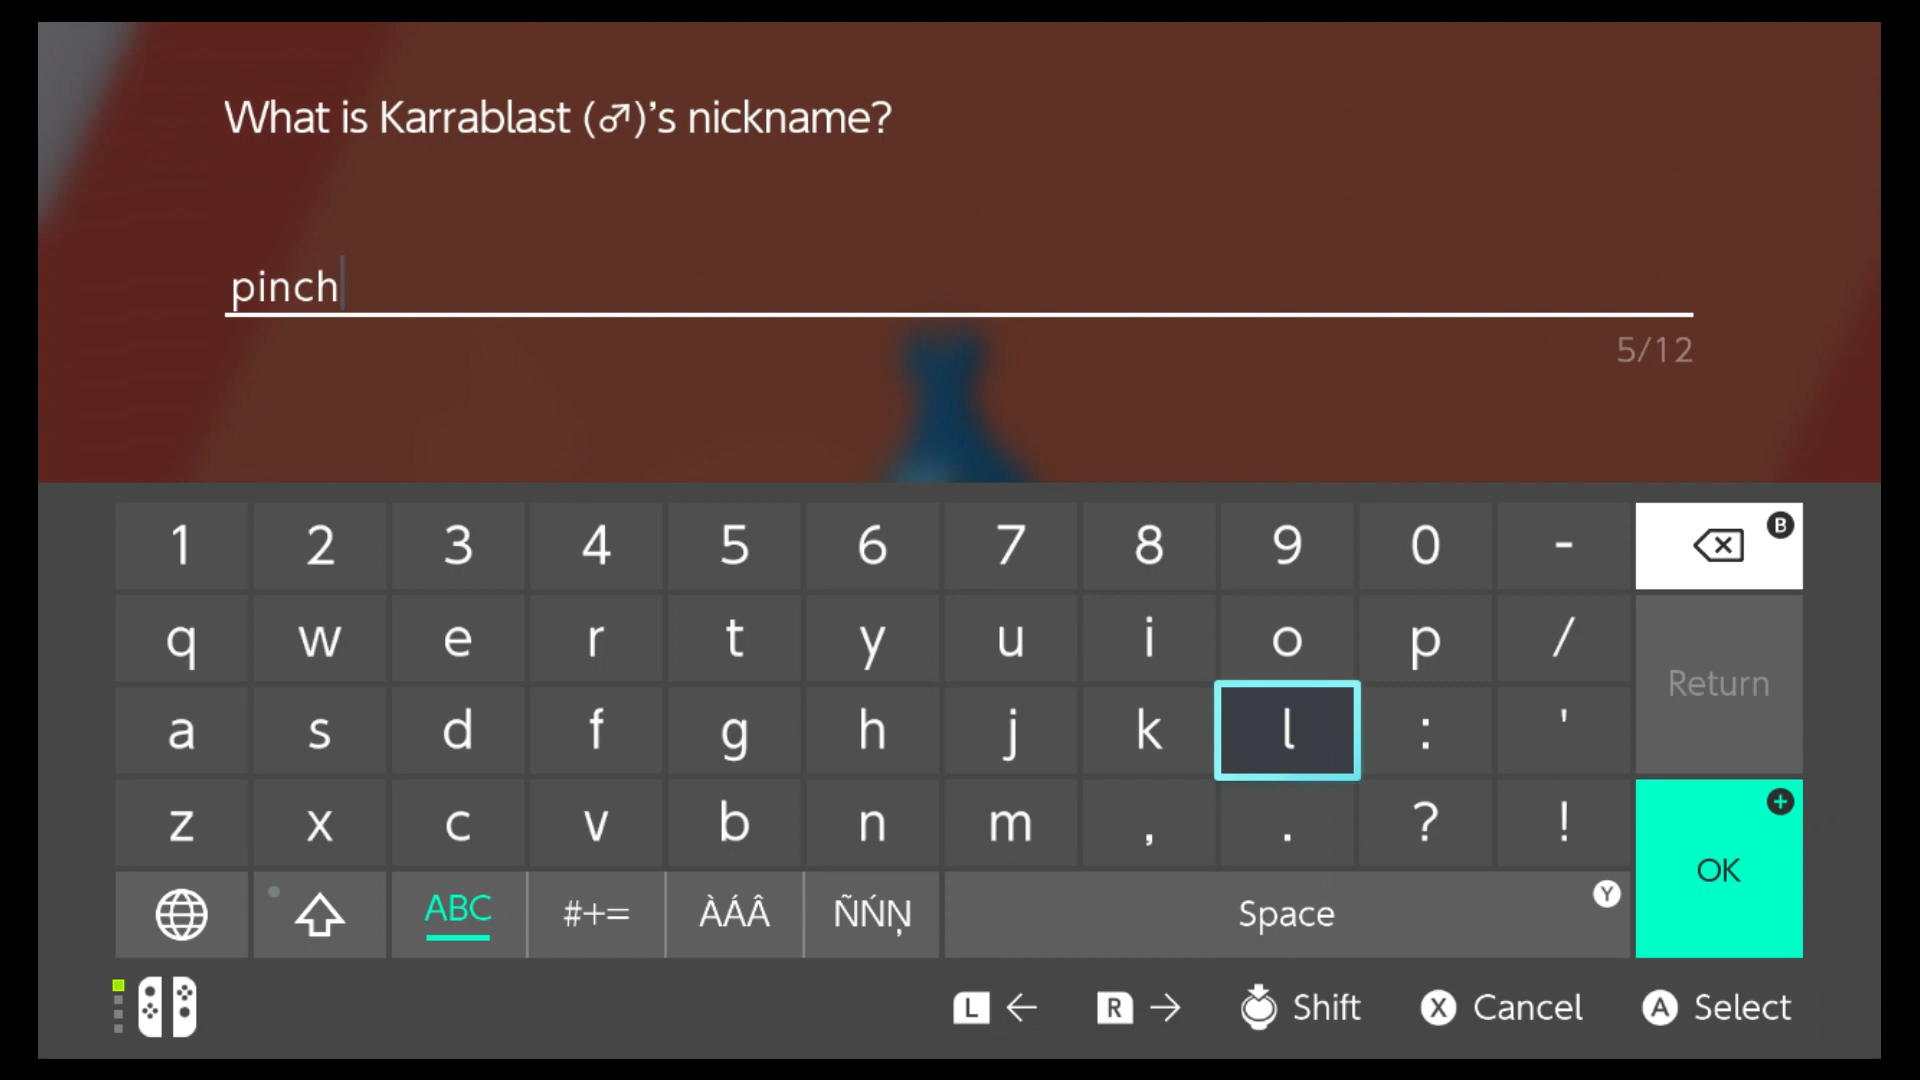 What is Karrablast (♂)'s nickname?
pinch
5/12
1 2 3 4 5 6 7 8 9 0 - B
q w e r t y u i o p /
Return
a s d f g h j k l : '
z x c v b n m , . ? ! +
OK
ABC #+= ÀÁÂ ÑŃŅ Space Y
L ← R → Shift X Cancel A Select